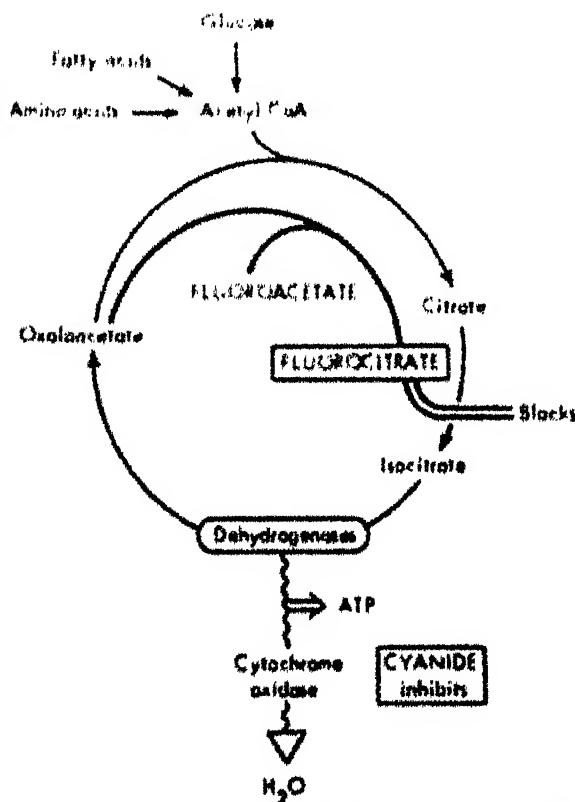 Glucose
Fatty acids
Amino acids
Acetyl CoA
FLUOROACETATE
Citrate
Oxaloacetate
FLUOROCITRATE
Blocks
Isocitrate
Dehydrogenases
ATP
Cytochrome
oxidase
CYANIDE
inhibits
H₂O